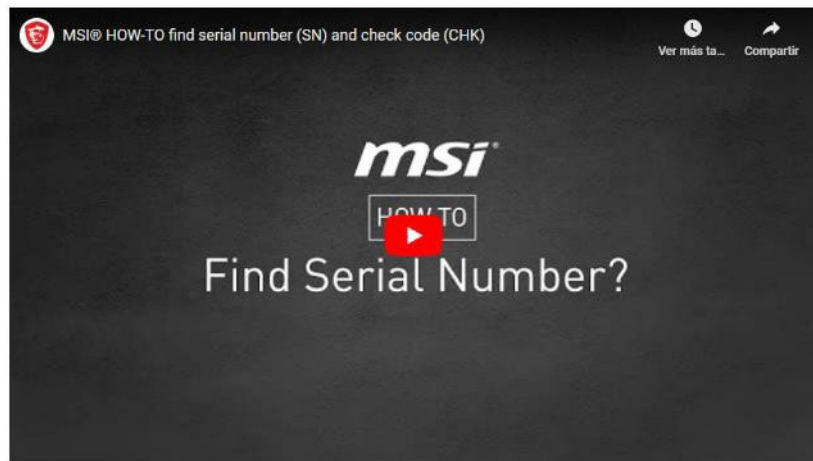 MSI® HOW-TO find serial number (SN) and check code (CHK)
Ver más ta...
Compartir
msi
HOW TO
Find Serial Number?